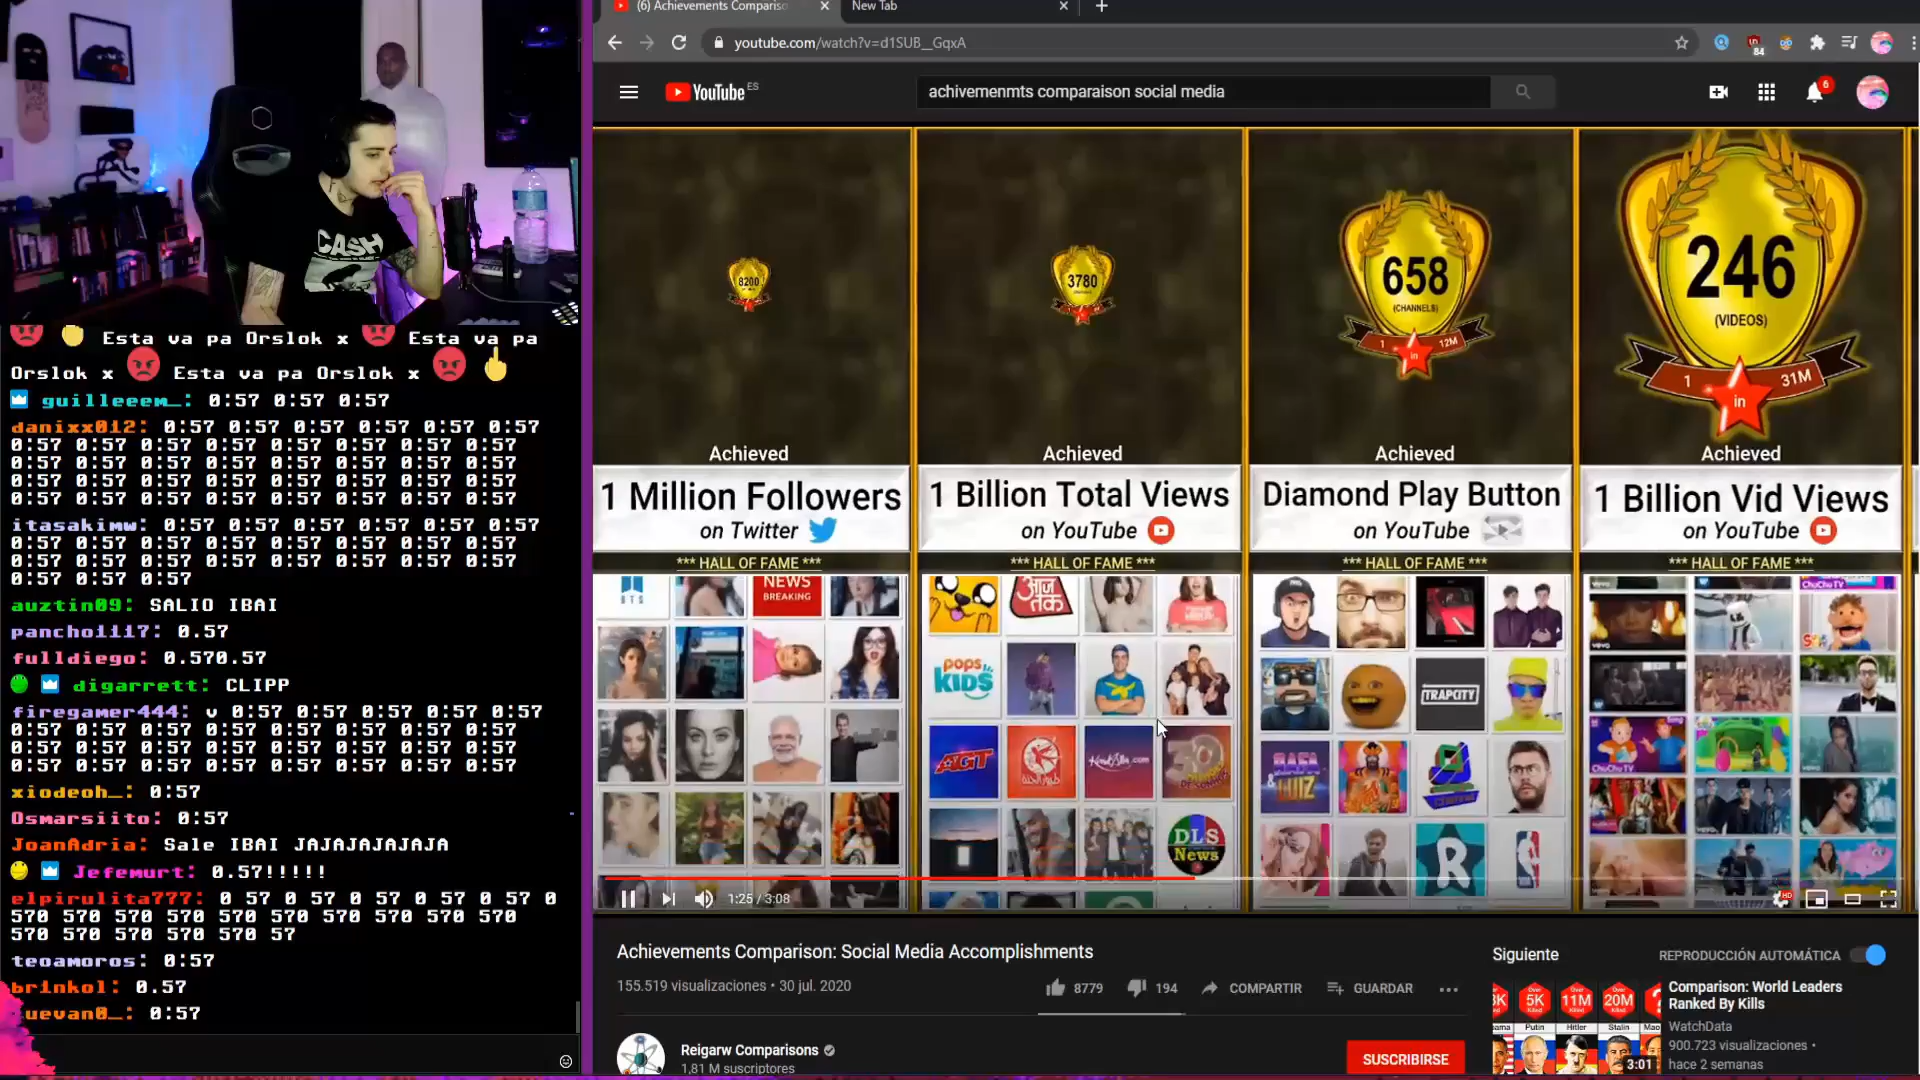 (6) Achievements Comparis
New Tab
youtube.com/watch?v=d1SUB__GqxA
84
YouTube ES
achivemenmts comparaison social media
6
CASH
8200
3780
658
(CHANNELS)
1 in 12M
246
(VIDEOS)
1 in 31M
Achieved
1 Million Followers
on Twitter
*** HALL OF FAME ***
Achieved
1 Billion Total Views
on YouTube
*** HALL OF FAME ***
Achieved
Diamond Play Button
on YouTube
*** HALL OF FAME ***
Achieved
1 Billion Vid Views
on YouTube
*** HALL OF FAME ***
BTS
NEWS
BREAKING
आज
तक
pops
KIDS
AGT
DLS
News
TRAPCITY
R
ChuChu TV
1:25 / 3:08
HD
Esta va pa Orslok x Esta va pa
Orslok x Esta va pa Orslok x
guilleeem_: 0:57 0:57 0:57
danixx012: 0:57 0:57 0:57 0:57 0:57 0:57
0:57 0:57 0:57 0:57 0:57 0:57 0:57 0:57
0:57 0:57 0:57 0:57 0:57 0:57 0:57 0:57
0:57 0:57 0:57 0:57 0:57 0:57 0:57 0:57
0:57 0:57 0:57 0:57 0:57 0:57 0:57 0:57
itasakimw: 0:57 0:57 0:57 0:57 0:57 0:57
0:57 0:57 0:57 0:57 0:57 0:57 0:57 0:57
0:57 0:57 0:57 0:57 0:57 0:57 0:57 0:57
0:57 0:57 0:57
auztin09: SALIO IBAI
pancho1117: 0.57
fulldiego: 0.570.57
digarrett: CLIPP
firegamer444: v 0:57 0:57 0:57 0:57 0:57
0:57 0:57 0:57 0:57 0:57 0:57 0:57 0:57
0:57 0:57 0:57 0:57 0:57 0:57 0:57 0:57
0:57 0:57 0:57 0:57 0:57 0:57 0:57 0:57
xiodeoh_: 0:57
Osmarsiito: 0:57
JoanAdria: Sale IBAI JAJAJAJAJAJA
Jefemurt: 0.57!!!!!
elpirulita777: 0 57 0 57 0 57 0 57 0 57 0
570 570 570 570 570 570 570 570 570 570
570 570 570 570 570 570 57
teoamoros: 0:57
brinkol: 0.57
uevan0_: 0:57
Achievements Comparison: Social Media Accomplishments
155.519 visualizaciones • 30 jul. 2020
8779
194
COMPARTIR
GUARDAR
Reigarw Comparisons
1,81 M suscriptores
SUSCRIBIRSE
Siguiente
REPRODUCCIÓN AUTOMÁTICA
5K
11M
20M
Putin
Hitler
Stalin
3:01
Comparison: World Leaders
Ranked By Kills
WatchData
900.723 visualizaciones •
hace 2 semanas